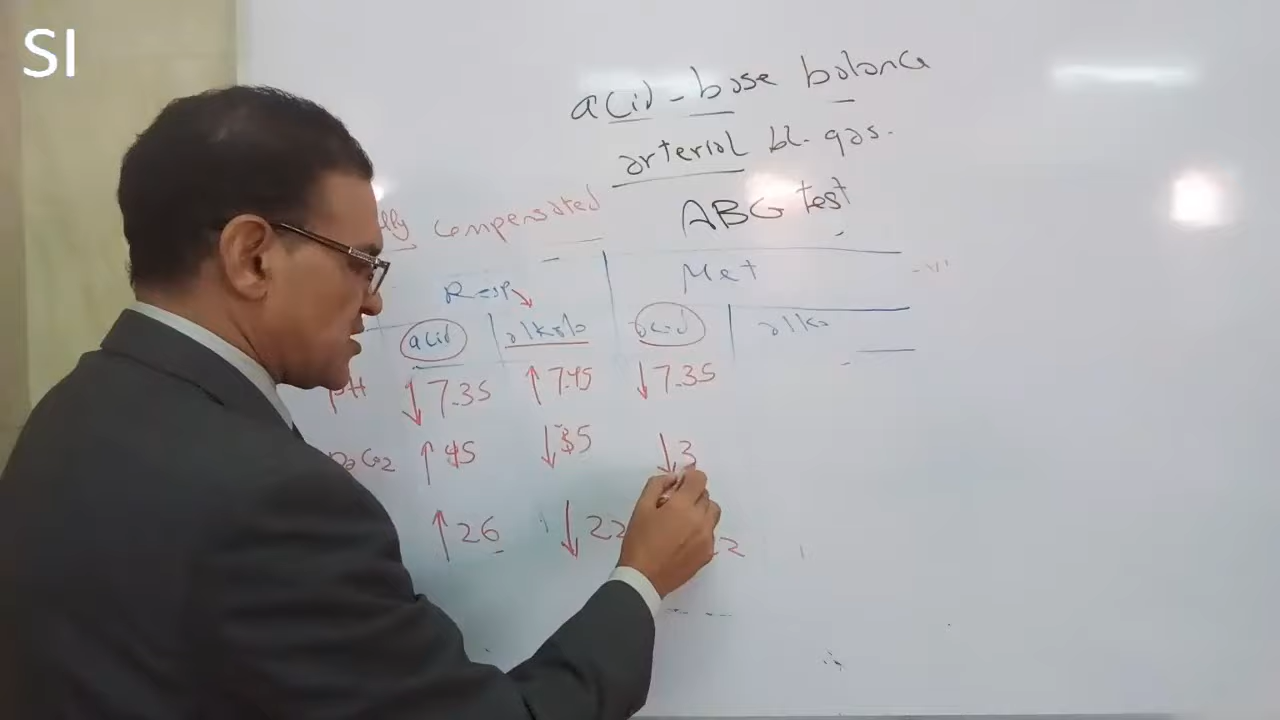 SI
acid-base balance
arterial bl. gas.
ABG test
compensated
Resp Met
acid alkalo acid alka
pH ↓7.35 ↑7.45 ↓7.35
PaCo2 ↑45 ↓35 ↓3
↑26 ↓22 22